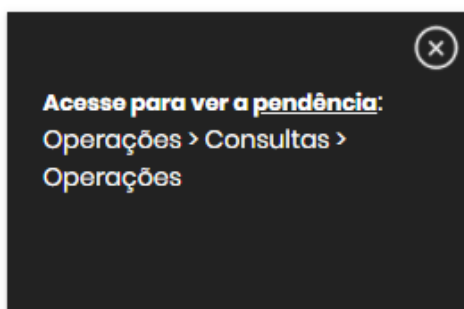 Acesse para ver a pendência:
Operações > Consultas >
Operações